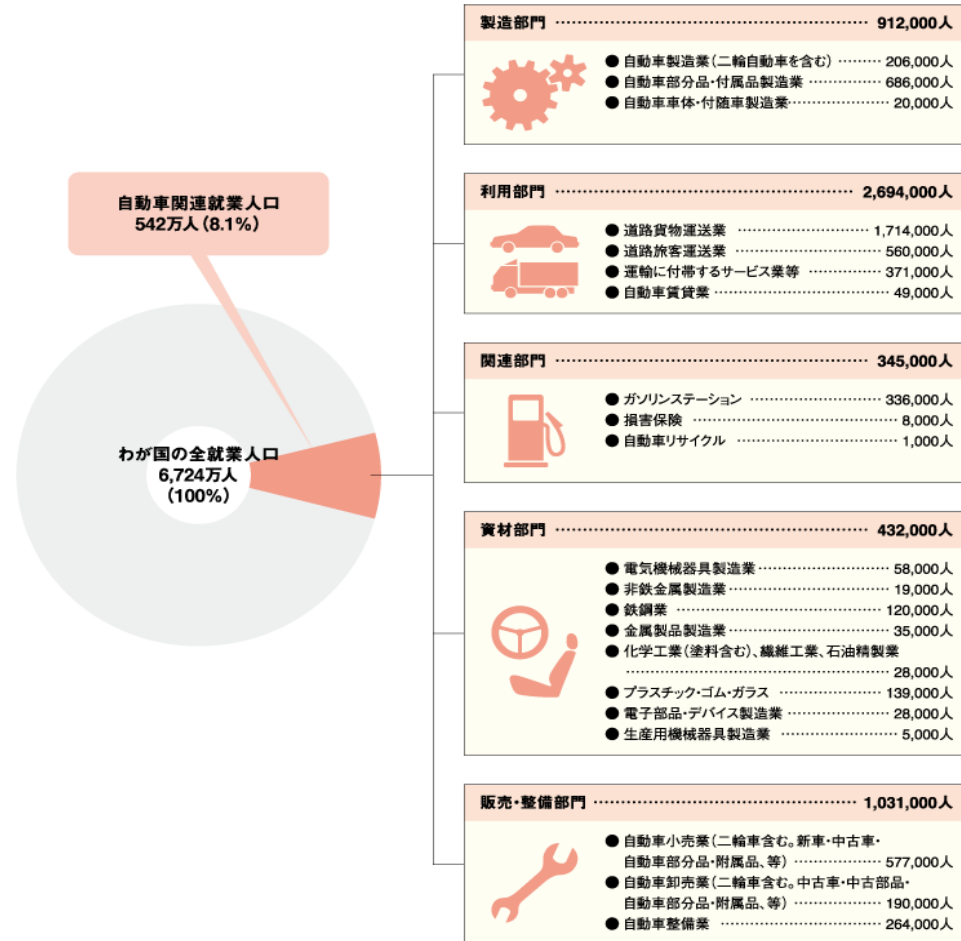 自動車関連就業人口
542万人(8.1%)
わが国の全就業人口
6,724万人
(100%)
製造部門 912,000人
● 自動車製造業(二輪自動車を含む) 206,000人
● 自動車部分品・付属品製造業 686,000人
● 自動車車体・付随車製造業 20,000人
利用部門 2,694,000人
● 道路貨物運送業 1,714,000人
● 道路旅客運送業 560,000人
● 運輸に付帯するサービス業等 371,000人
● 自動車賃貸業 49,000人
関連部門 345,000人
● ガソリンステーション 336,000人
● 損害保険 8,000人
● 自動車リサイクル 1,000人
資材部門 432,000人
● 電気機械器具製造業 58,000人
● 非鉄金属製造業 19,000人
● 鉄鋼業 120,000人
● 金属製品製造業 35,000人
● 化学工業(塗料含む)、繊維工業、石油精製業
28,000人
● プラスチック・ゴム・ガラス 139,000人
● 電子部品・デバイス製造業 28,000人
● 生産用機械器具製造業 5,000人
販売・整備部門 1,031,000人
● 自動車小売業(二輪車含む。新車・中古車・
自動車部分品・附属品、等) 577,000人
● 自動車卸売業(二輪車含む。中古車・中古部品・
自動車部分品・附属品、等) 190,000人
● 自動車整備業 264,000人